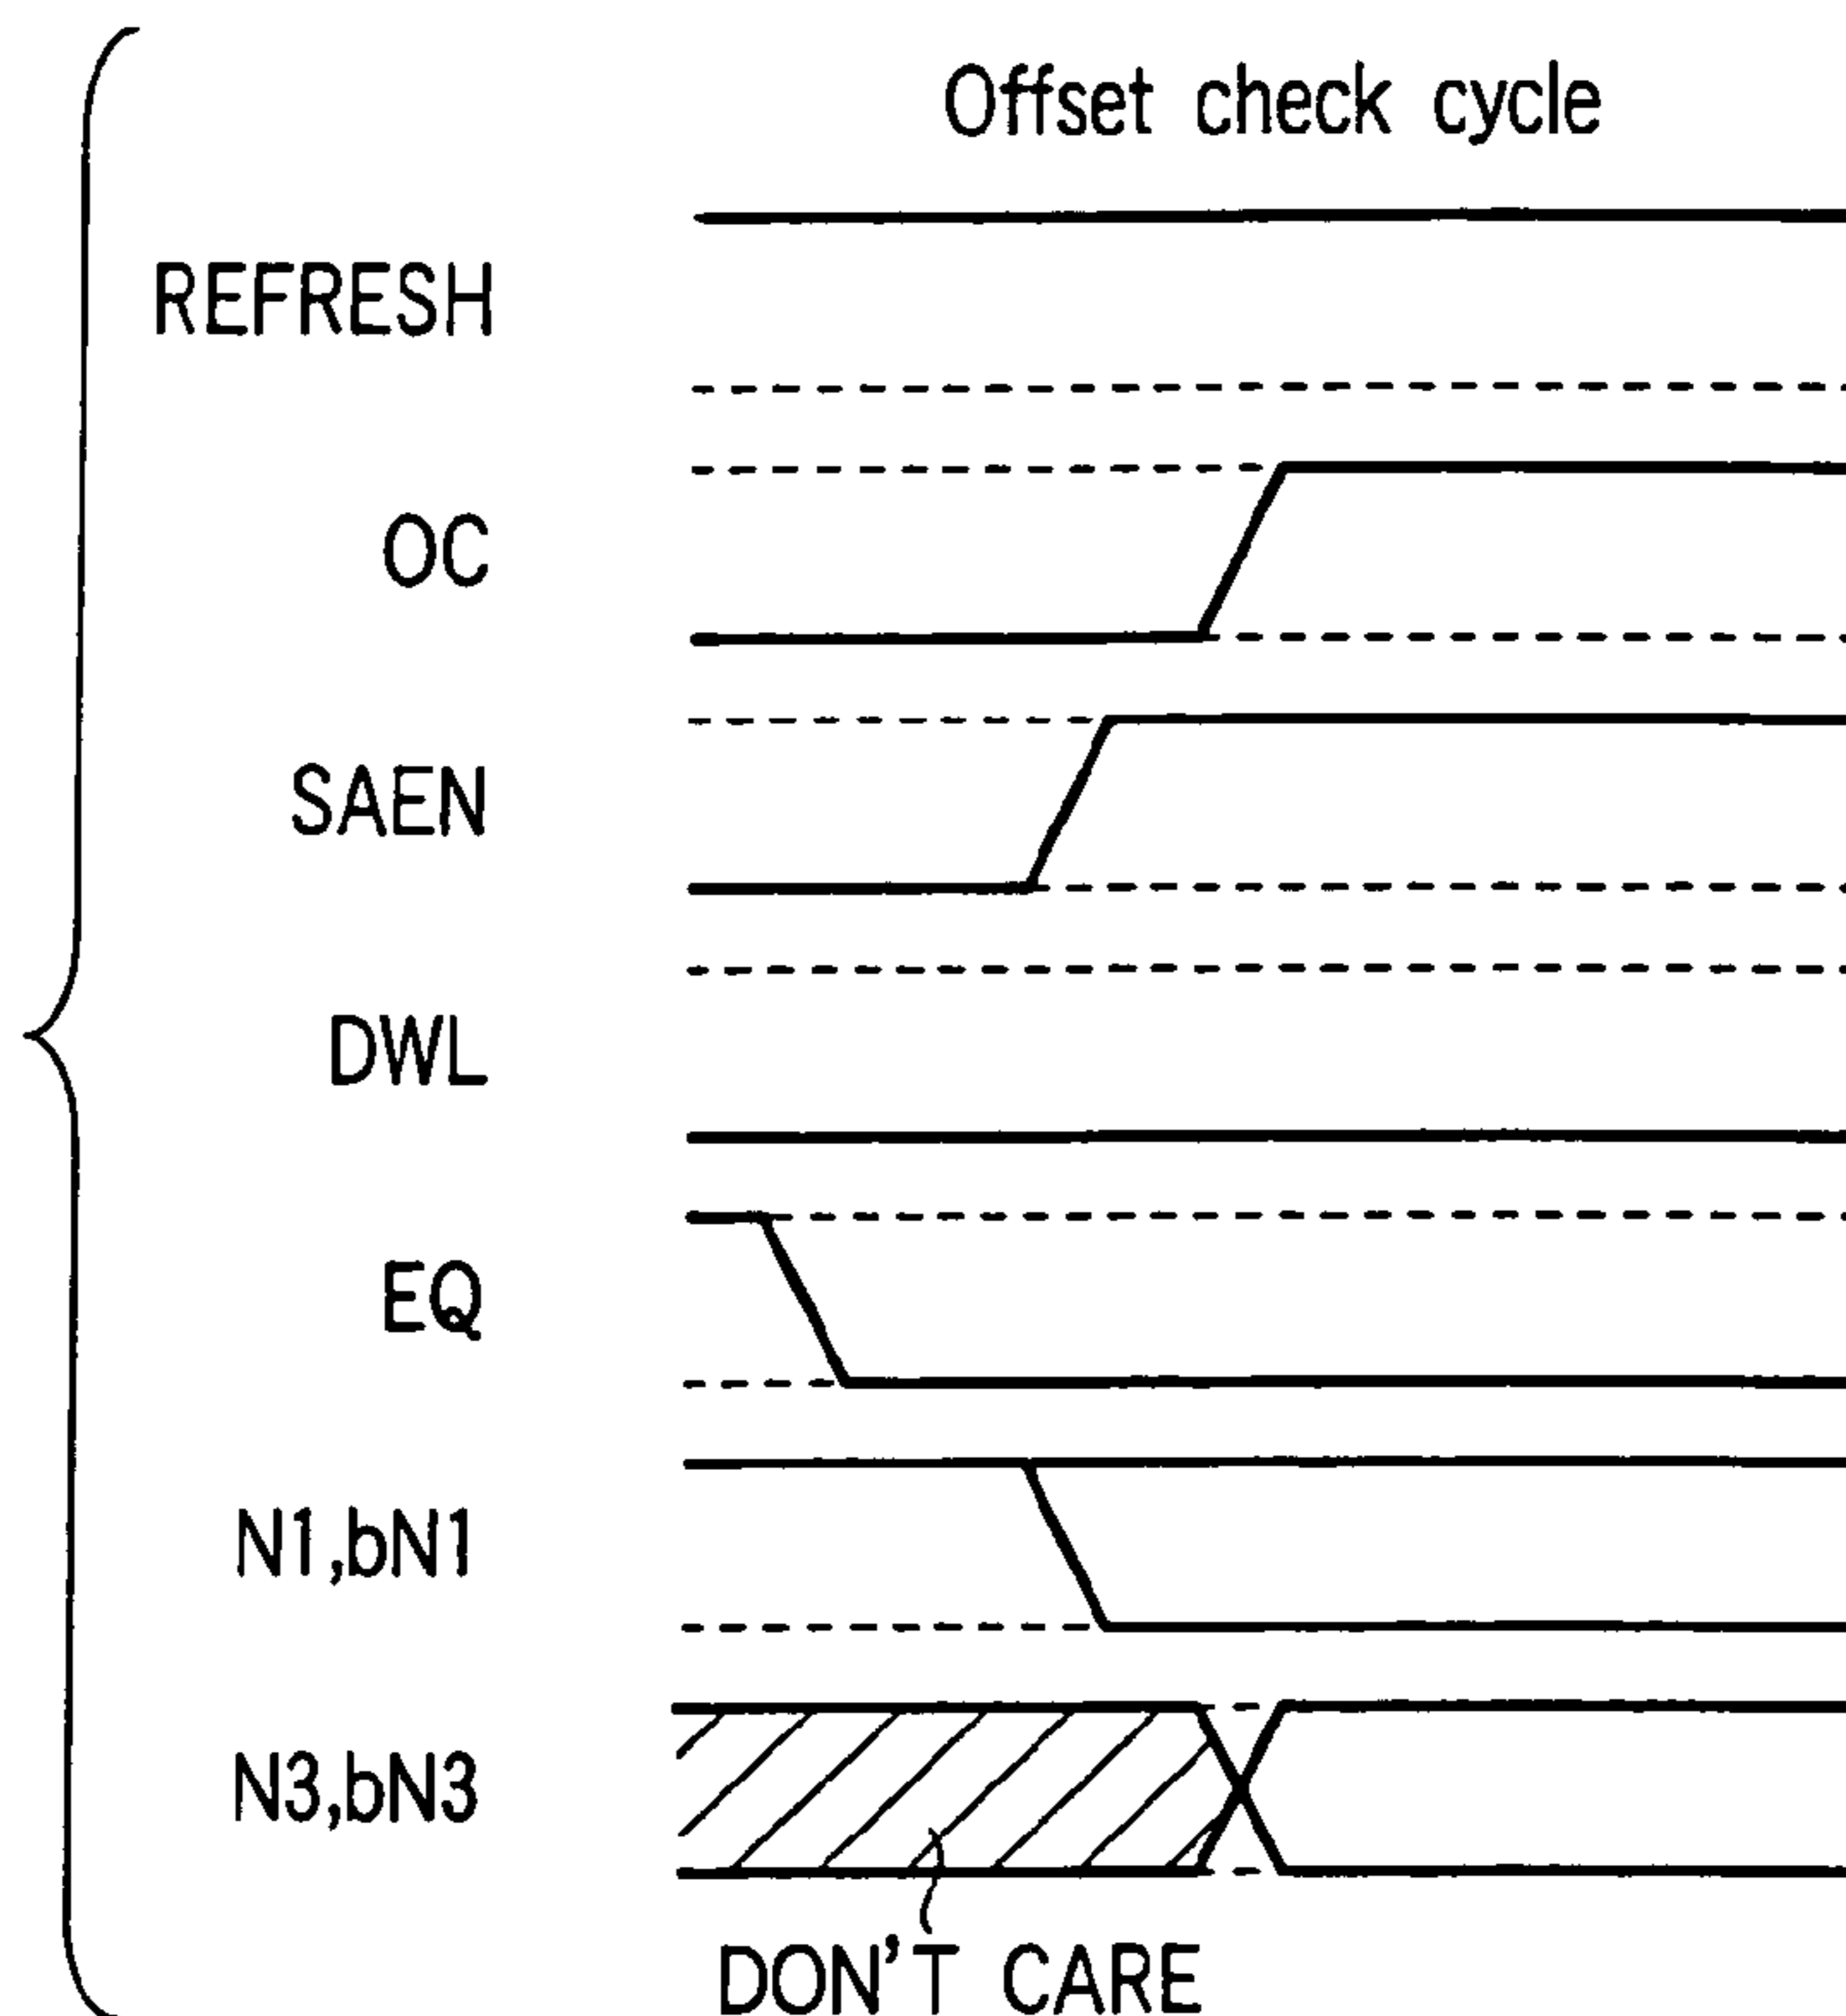 Offset check cycle
REFRESH
OC
SAEN
DWL
EQ
N1,bN1
N3,bN3
DON'T CARE